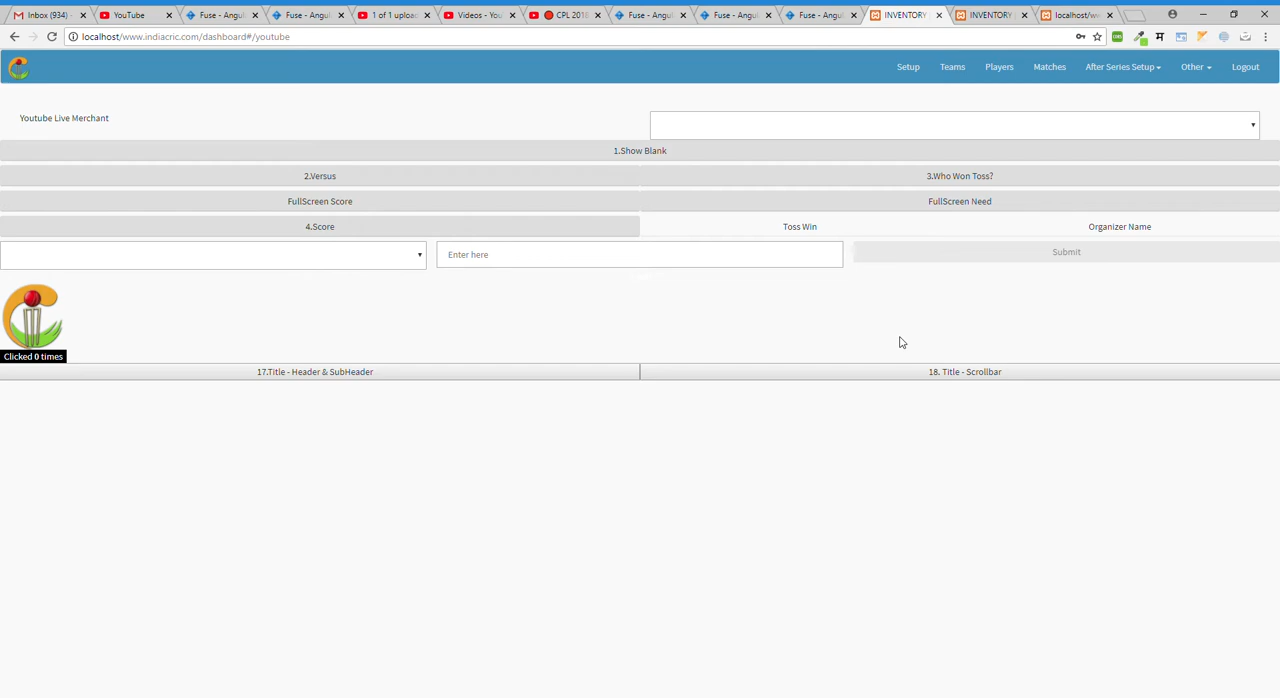 Inbox (934) -
YouTube
Fuse - Angul
Fuse - Angul
1 of 1 upload
Videos - You
CPL 2018
Fuse - Angul
Fuse - Angul
Fuse - Angul
INVENTORY
INVENTORY
localhost/w
localhost/www.indiacrc.com/dashboard#/youtube
Setup
Teams
Players
Matches
After Series Setup
Other
Logout
Youtube Live Merchant
1.Show Blank
2.Versus
3.Who Won Toss?
FullScreen Score
FullScreen Need
4.Score
Toss Win
Organizer Name
Enter here
Submit
Clicked 0 times
17.Title - Header & SubHeader
18. Title - Scrollbar